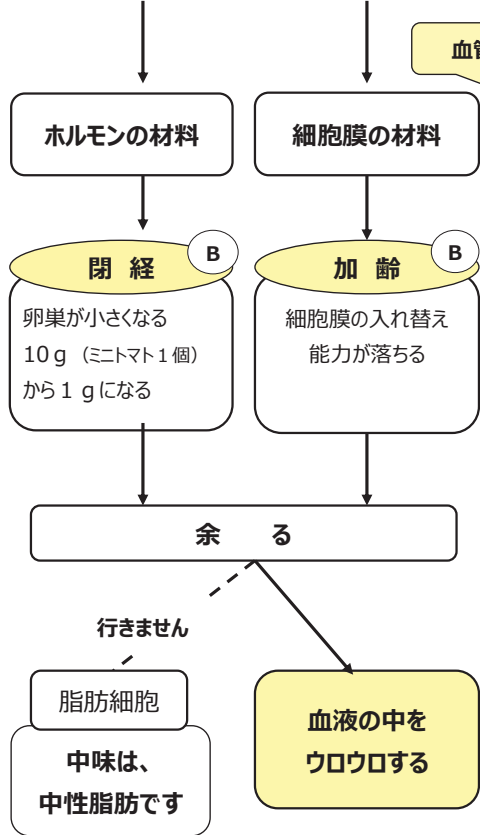 血管
ホルモンの材料
細胞膜の材料
B
閉 経
卵巣が小さくなる
10ｇ（ミニトマト１個）
から１ｇになる
B
加 齢
細胞膜の入れ替え
能力が落ちる
余 る
行きません
脂肪細胞
中味は、
中性脂肪です
血液の中を
ウロウロする